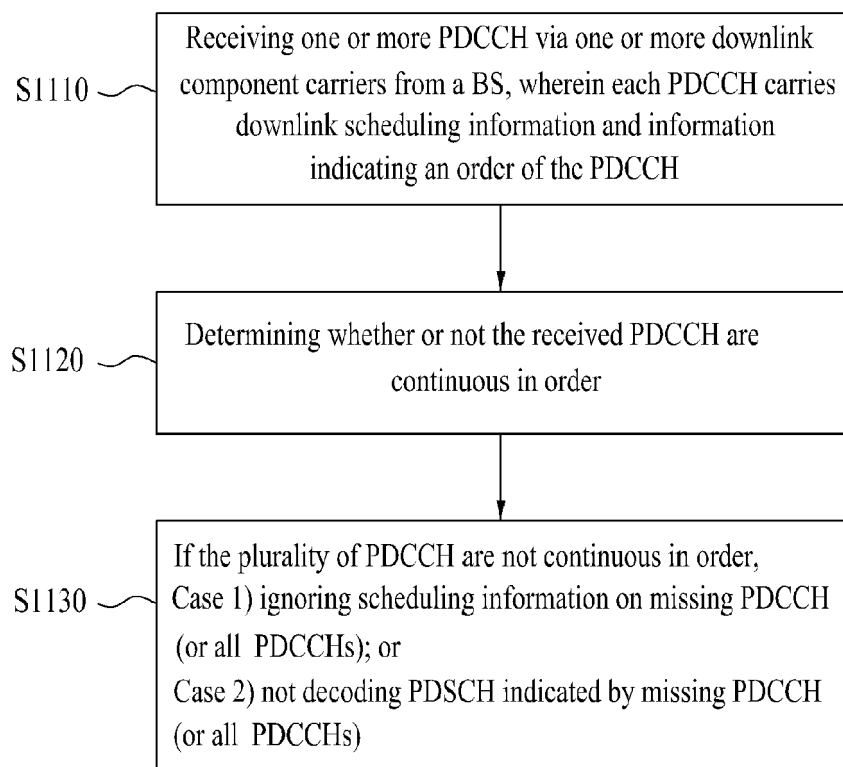 S1110
Receiving one or more PDCCH via one or more downlink
component carriers from a BS, wherein each PDCCH carries
downlink scheduling information and information
indicating an order of the PDCCH
S1120
Determining whether or not the received PDCCH are
continuous in order
S1130
If the plurality of PDCCH are not continuous in order,
Case 1) ignoring scheduling information on missing PDCCH
(or all PDCCHs); or
Case 2) not decoding PDSCH indicated by missing PDCCH
(or all PDCCHs)